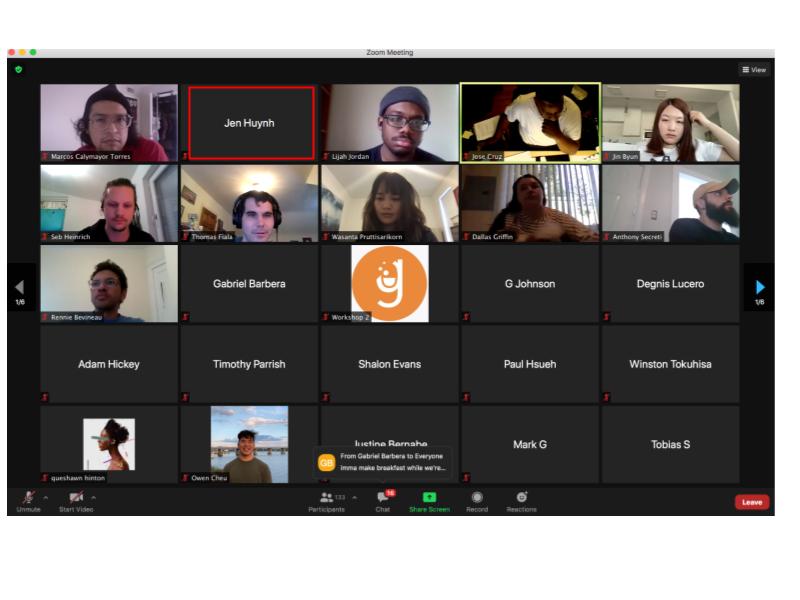 Zoom Meeting
View
Marcos Calymayor Torres
Jen Huynh
Lijah Jordan
Jose Cruz
Jin Byun
Seb Heinrich
Thomas Fiala
Wasanta Pruttisarikorn
Dallas Griffin
Anthony Secreti
1/6
Rennie Bevineau
Gabriel Barbera
g
Workshop 2
G Johnson
Degnis Lucero
1/6
Adam Hickey
Timothy Parrish
Shalon Evans
Paul Hsueh
Winston Tokuhisa
queshawn hinton
Owen Cheu
Justine Bernabe
GB
From Gabriel Barbera to Everyone
Imma make breakfast while we're...
Mark G
Tobias S
Unmute
Start Video
133
Participants
16
Chat
Share Screen
Record
Reactions
Leave